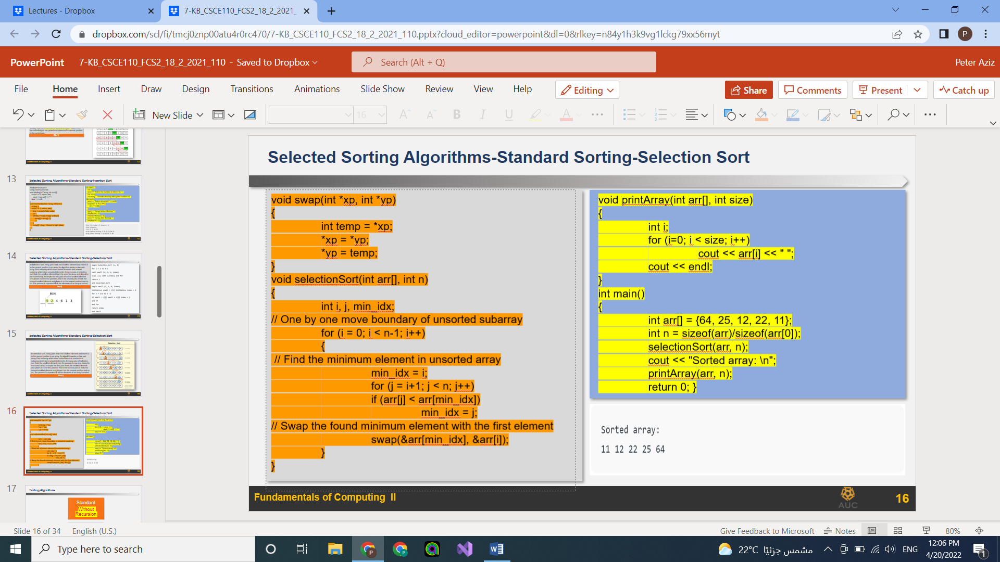 Lectures - Dropbox
7-KB_CSCE110_FCS2_18_2_2021_
dropbox.com/scl/fi/tmcj0znp00atu4r0rc470/7-KB_CSCE110_FCS2_18_2_2021_110.pptx?cloud_editor=powerpoint&dl=0&rlkey=n84y1h3k9vg1lckg79xx56myt
P
PowerPoint 7-KB_CSCE110_FCS2_18_2_2021_110 - Saved to Dropbox
Search (Alt + Q)
Peter Aziz
File Home Insert Draw Design Transitions Animations Slide Show Review View Help
Editing
Share
Comments
Present
Catch up
New Slide
16
A A B I U A
13
Selected Sorting Algorithms-Standard Sorting-Insertion Sort
14
Selected Sorting Algorithms-Standard Sorting-Selection Sort
MIN
5 2 4 6 1 3
15
Selected Sorting Algorithms-Standard Sorting-Selection Sort
16
Selected Sorting Algorithms-Standard Sorting-Selection Sort
17
Sorting Algorithms
Standard
Without
Recursion
Selected Sorting Algorithms-Standard Sorting-Selection Sort
void swap(int *xp, int *yp)
{
int temp = *xp;
*xp = *yp;
*yp = temp;
}
void selectionSort(int arr[], int n)
{
int i, j, min_idx;
// One by one move boundary of unsorted subarray
for (i = 0; i < n-1; i++)
{
// Find the minimum element in unsorted array
min_idx = i;
for (j = i+1; j < n; j++)
if (arr[j] < arr[min_idx])
min_idx = j;
// Swap the found minimum element with the first element
swap(&arr[min_idx], &arr[i]);
}
}
void printArray(int arr[], int size)
{
int i;
for (i=0; i < size; i++)
cout << arr[i] << " ";
cout << endl;
}
int main()
{
int arr[] = {64, 25, 12, 22, 11};
int n = sizeof(arr)/sizeof(arr[0]);
selectionSort(arr, n);
cout << "Sorted array: \n";
printArray(arr, n);
return 0; }
Sorted array:
11 12 22 25 64
Fundamentals of Computing II
AUC
16
Slide 16 of 34 English (U.S.)
Give Feedback to Microsoft Notes 80%
Type here to search
22°C مشمس جزئيًا
ENG
12:06 PM
4/20/2022
1